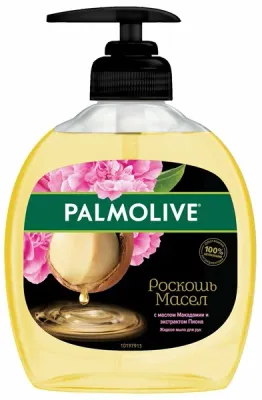 PALMOLIVE®
100%
Роскошь
Масел
с маслом Макадамии и
экстрактом Пиона
Жидкое мыло для рук